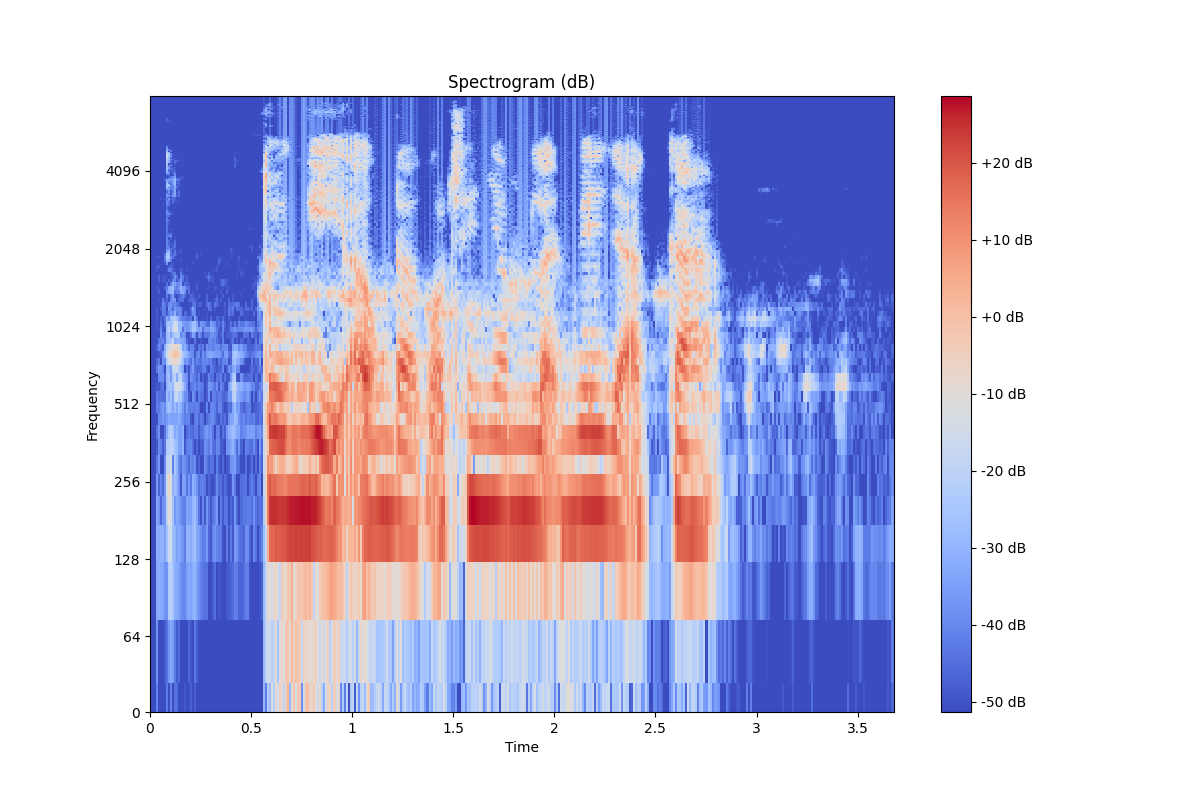 Spectrogram (dB)
4096
2048
1024
512
256
128
64
0
Frequency
0 0.5 1 1.5 2 2.5 3 3.5
Time
+20 dB
+10 dB
+0 dB
-10 dB
-20 dB
-30 dB
-40 dB
-50 dB